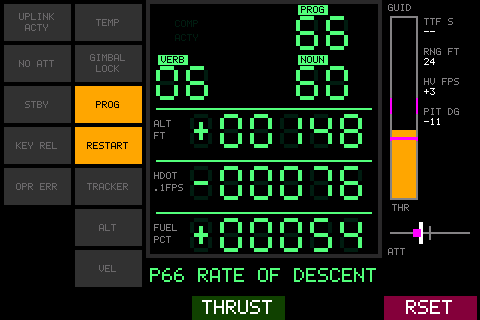 UPLINK
ACTY
TEMP
NO ATT
GIMBAL
LOCK
STBY
PROG
KEY REL
RESTART
OPR ERR
TRACKER
ALT
VEL
COMP
ACTY
PROG
66
VERB
06
NOUN
60
ALT
FT
+00148
HDOT
.1FPS
-00076
FUEL
PCT
+00054
P66 RATE OF DESCENT
GUID
TTF S
--
RNG FT
24
HV FPS
+3
PIT DG
-11
THR
ATT
THRUST
RSET